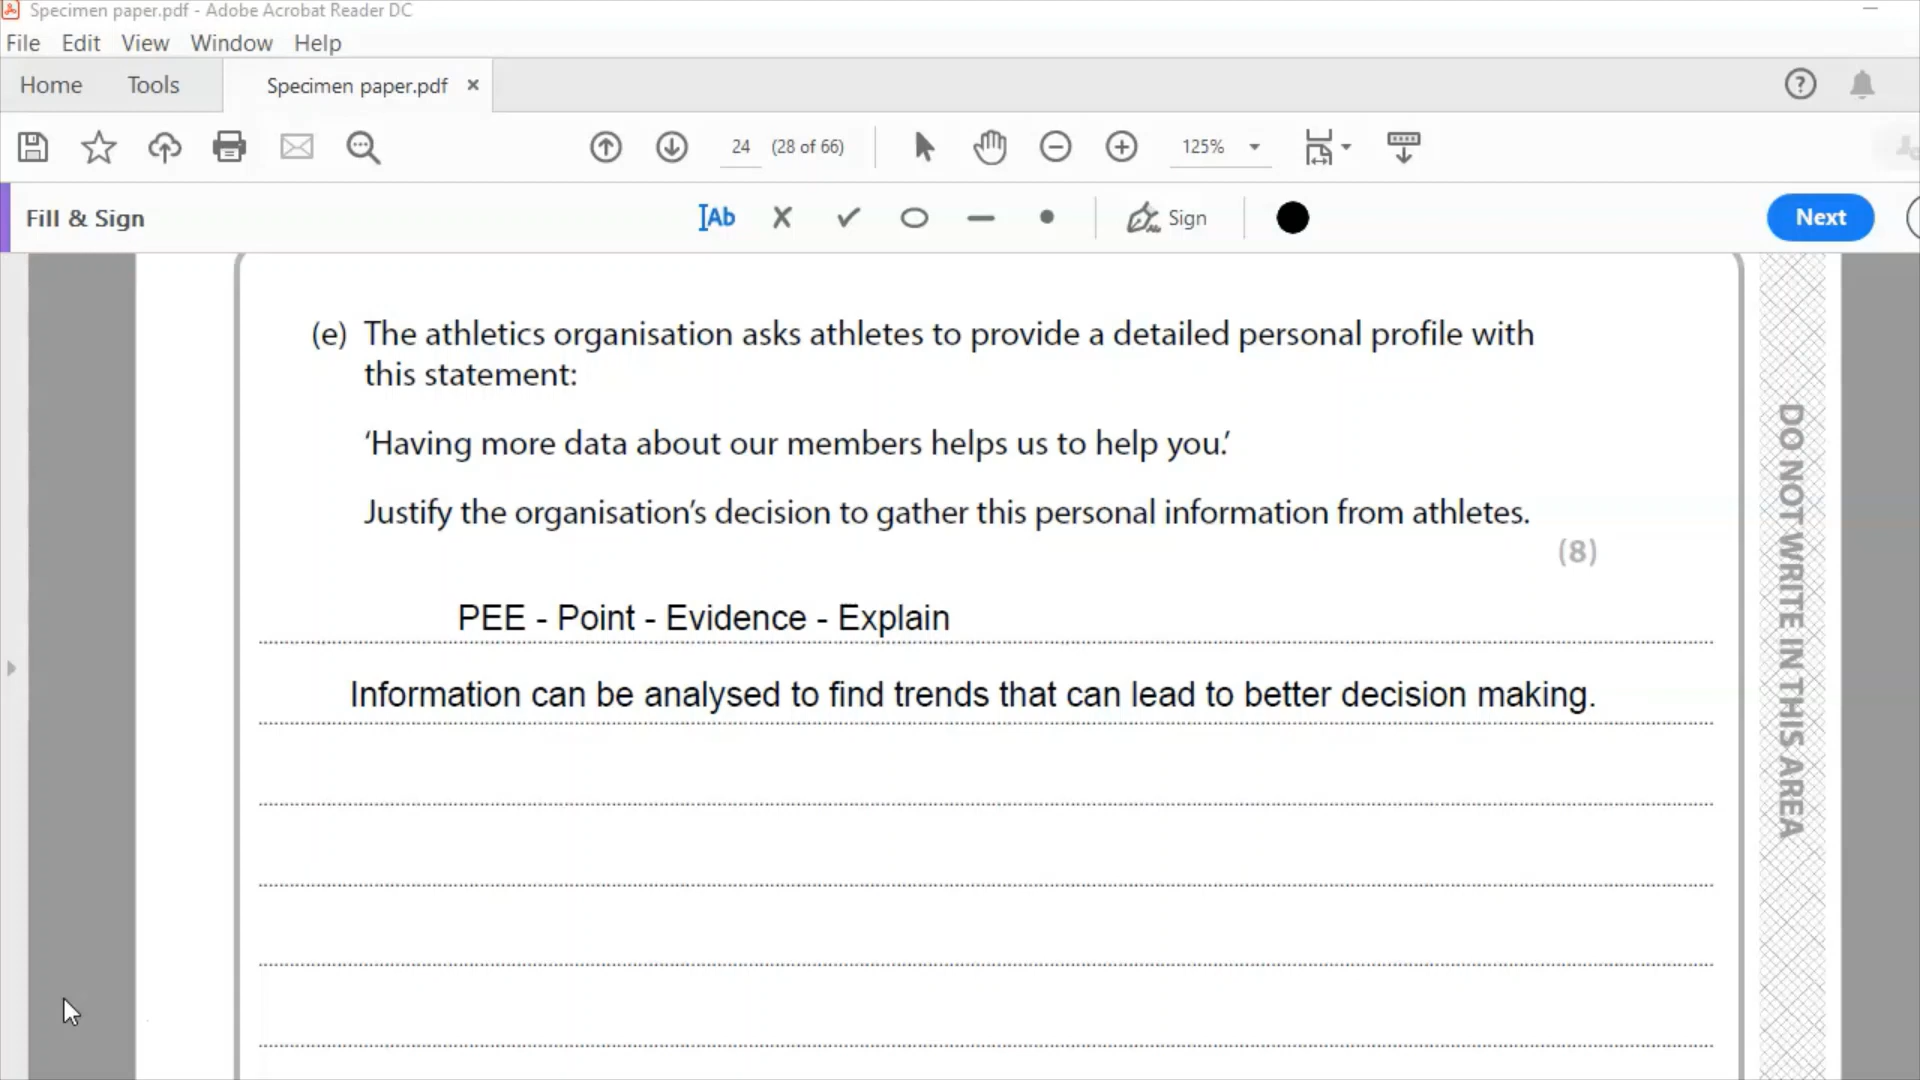 Specimen paper.pdf - Adobe Acrobat Reader DC
File Edit View Window Help
Home Tools Specimen paper.pdf ×
24 (28 of 66) 125%
Fill & Sign Ab Sign Next
(e) The athletics organisation asks athletes to provide a detailed personal profile with
this statement:
‘Having more data about our members helps us to help you.’
Justify the organisation’s decision to gather this personal information from athletes.
(8)
PEE - Point - Evidence - Explain
Information can be analysed to find trends that can lead to better decision making.
DO NOT WRITE IN THIS AREA